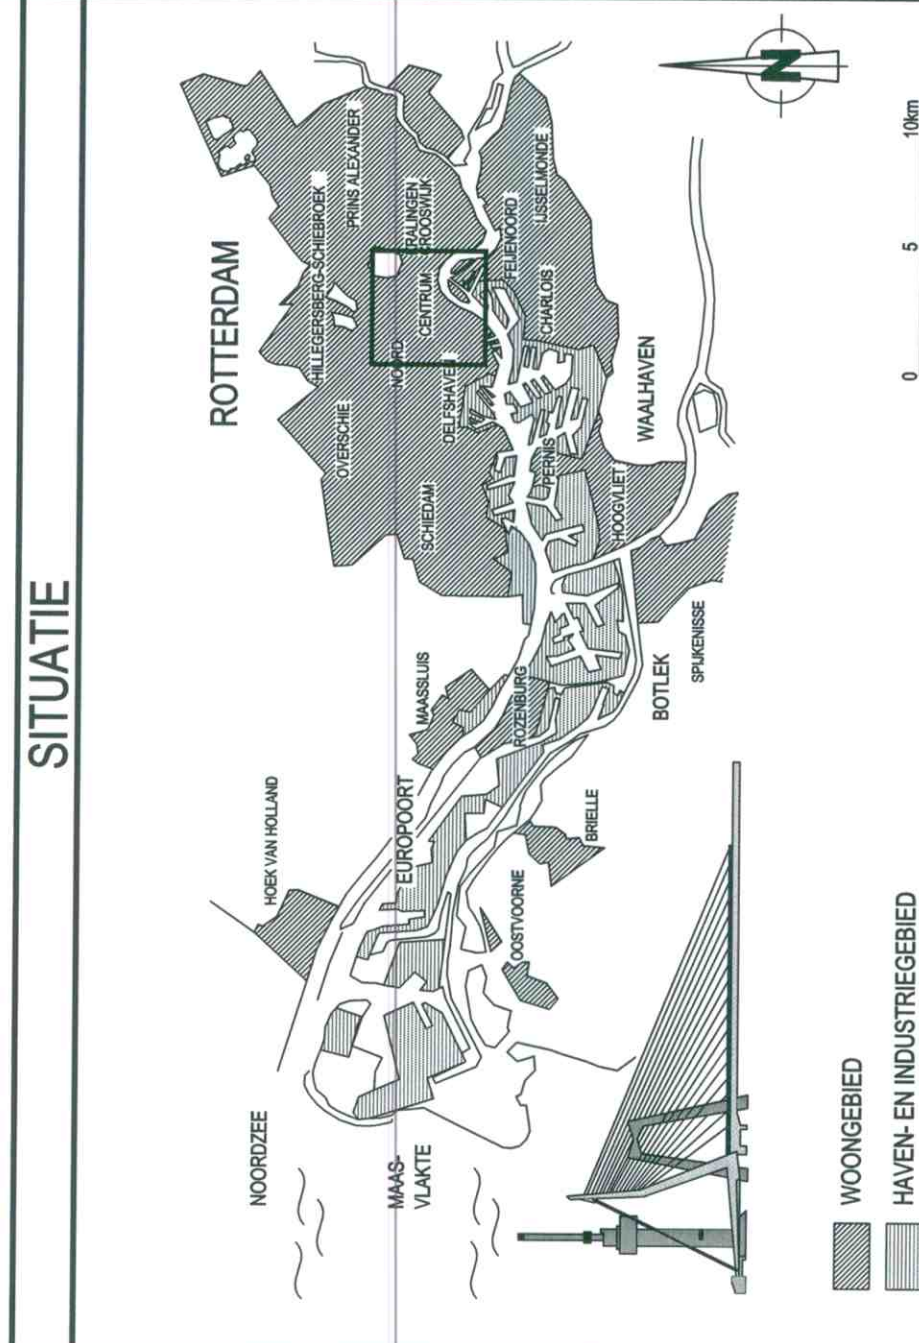 SITUATIE
ROTTERDAM
NOORDZEE
HOEK VAN HOLLAND
MAAS-
VLAKTE
EUROPOORT
MAASSLUIS
OVERSCHIE
HILLEGERSBERG-SCHIEBROEK
PRINS ALEXANDER
SCHIEDAM
NOORD
CENTRUM
CRALINGEN
CROOSWIJK
DELFSHAVEN
OOSTVOORNE
BRIELLE
ROZENBURG
BOTLEK
SPIJKENISSE
HOOGVLIET
PERNIS
WAALHAVEN
CHARLOIS
FEIJENOORD
IJSSELMONDE
N
0 5 10km
WOONGEBIED
HAVEN- EN INDUSTRIEGEBIED